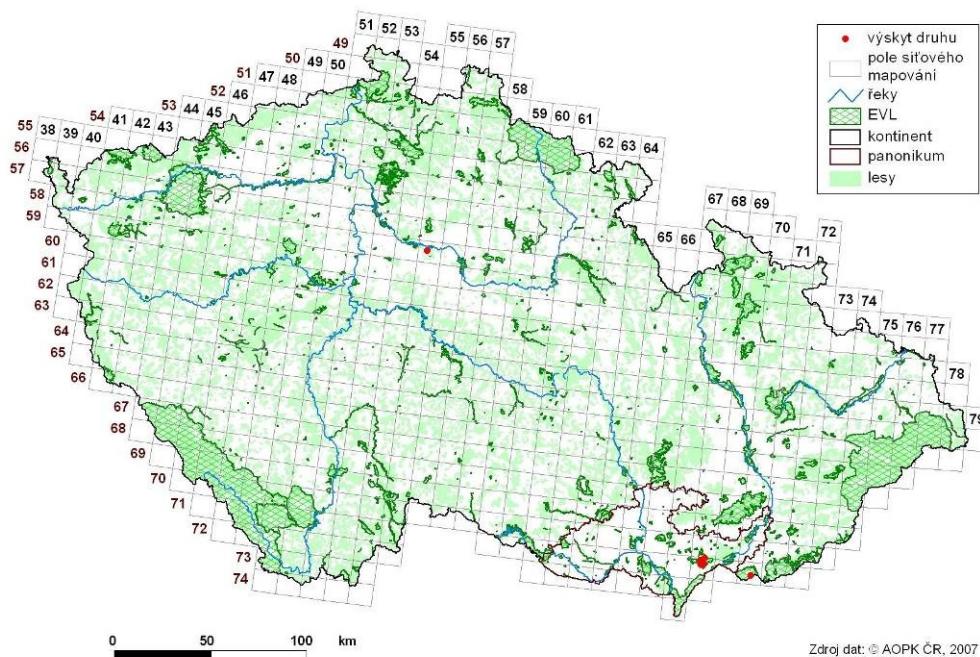 51 52 53
55 56 57
49
54
50
49 50
51
47 48
58
52
46
59 60 61
53
44 45
54
41 42 43
62 63 64
55
38 39 40
56
57
58
59
60
61
62
63
64
65
66
67
68
69
70
71
72
73
74
65 66
67 68 69
70
71
72
73 74
75 76 77
78
79
výskyt druhu
pole síťového
mapování
řeky
EVL
kontinent
panonikum
lesy
0 50 100 km
Zdroj dat: © AOPK ČR, 2007